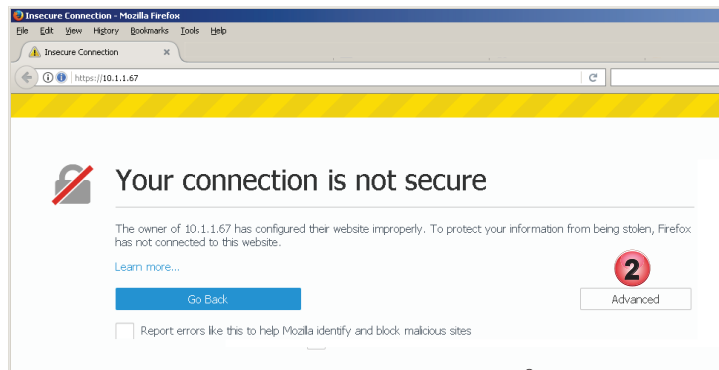 Insecure Connection - Mozilla Firefox
File Edit View History Bookmarks Tools Help
Insecure Connection
https://10.1.1.67
Your connection is not secure
The owner of 10.1.1.67 has configured their website improperly. To protect your information from being stolen, Firefox
has not connected to this website.
Learn more...
2
Go Back Advanced
Report errors like this to help Mozilla identify and block malicious sites